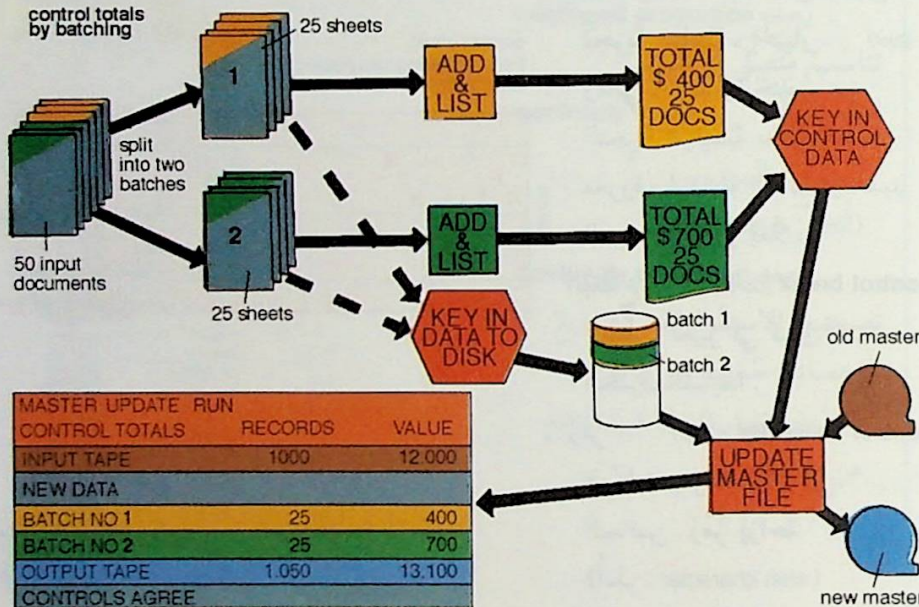 control totals
by batching
25 sheets
1
ADD
& 
LIST
TOTAL
$ 400
25
DOCS
KEY IN
CONTROL
DATA
split
into two
batches
2
ADD
&
LIST
TOTAL
$700
25
DOCS
50 input
documents
25 sheets
KEY IN
DATA TO
DISK
batch 1
batch 2
old master
UPDATE
MASTER
FILE
new master
MASTER UPDATE RUN
CONTROL TOTALS RECORDS VALUE
INPUT TAPE 1000 12.000
NEW DATA
BATCH NO 1 25 400
BATCH NO 2 25 700
OUTPUT TAPE 1.050 13.100
CONTROLS AGREE